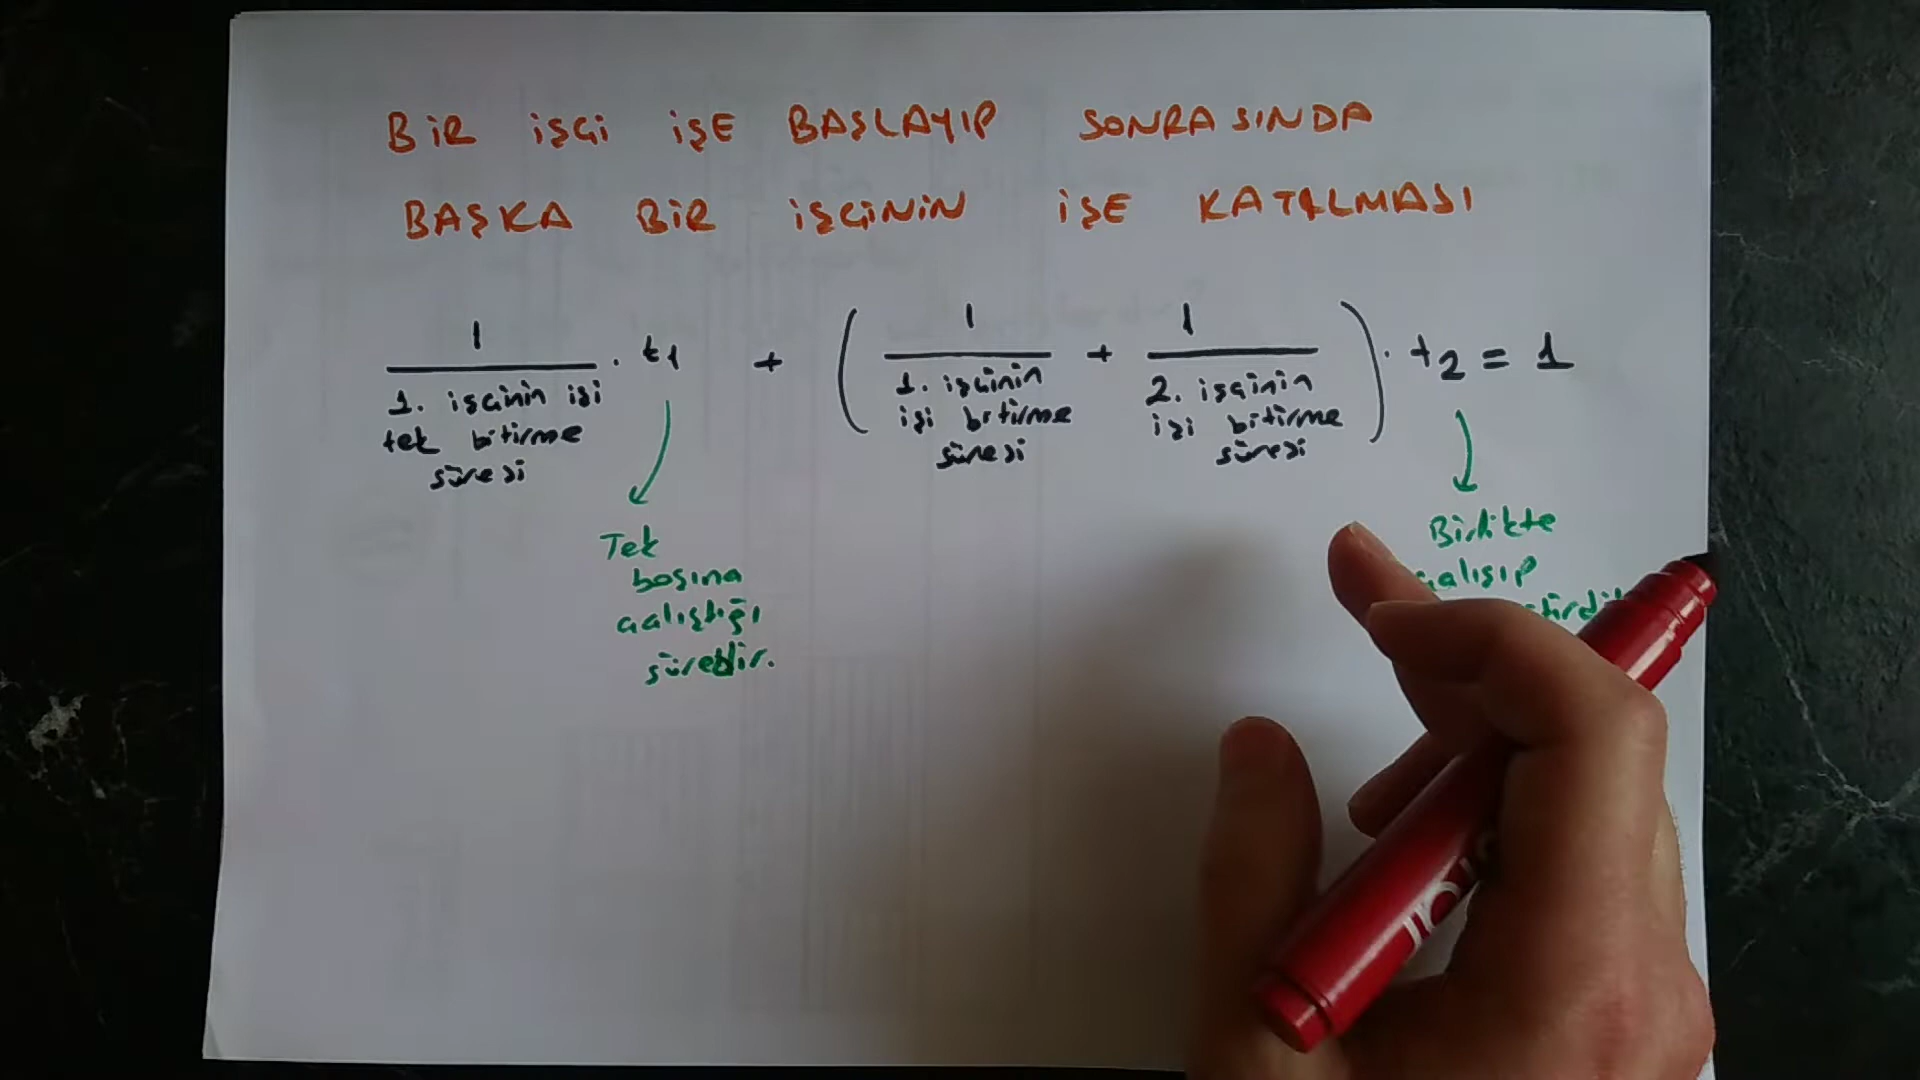 BİR İŞÇİ İŞE BAŞLAYIP SONRASINDA
BAŞKA BİR İŞÇİNİN İŞE KATILMASI
1 / 1. işçinin işi tek bitirme süresi . t1 + ( 1 / 1. işçinin işi bitirme süresi + 1 / 2. işçinin işi bitirme süresi ) . t2 = 1
Tek
başına
çalıştığı
süredir.
Birlikte
çalışıp